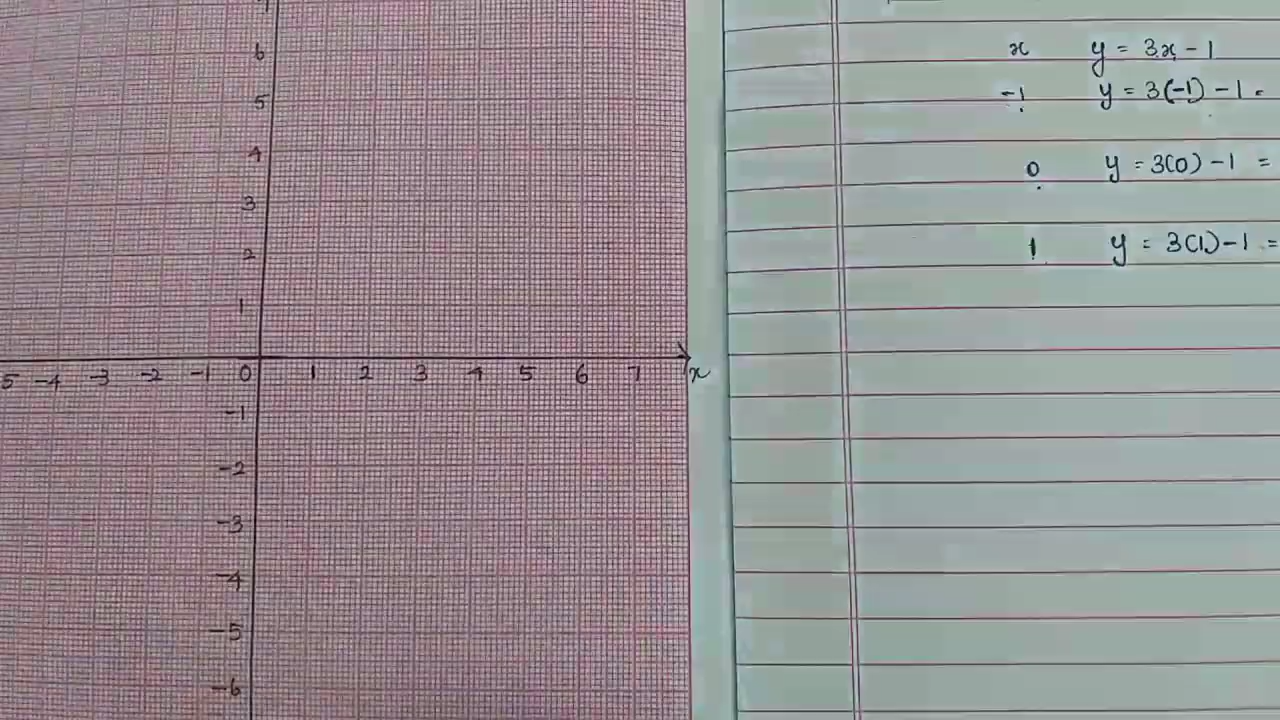 7
6
5
4
3
2
1
5 -4 -3 -2 -1 0 1 2 3 4 5 6 7 x
-1
-2
-3
-4
-5
-6
x y = 3x - 1
-1 y = 3(-1) - 1 =
0 y = 3(0) - 1 =
1 y = 3(1) - 1 =